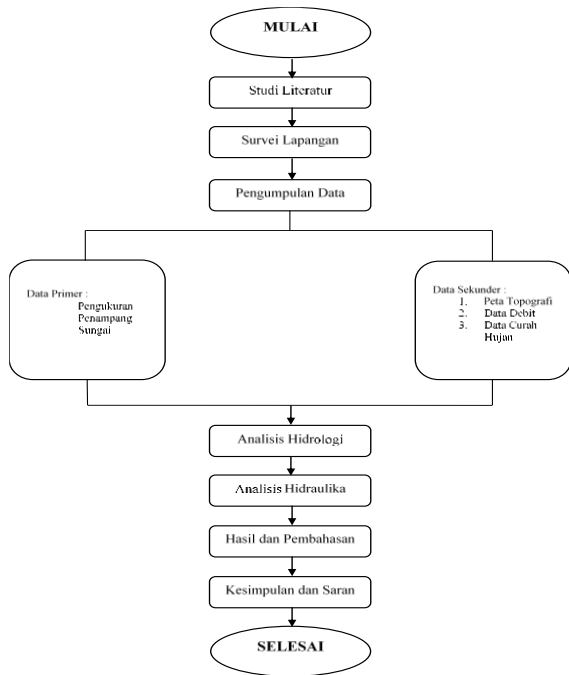 MULAI
Studi Literatur
Survei Lapangan
Pengumpulan Data
Data Primer :
Pengukuran
Penampang
Sungai
Data Sekunder :
1. Peta Topografi
2. Data Debit
3. Data Curah
Hujan
Analisis Hidrologi
Analisis Hidraulika
Hasil dan Pembahasan
Kesimpulan dan Saran
SELESAI